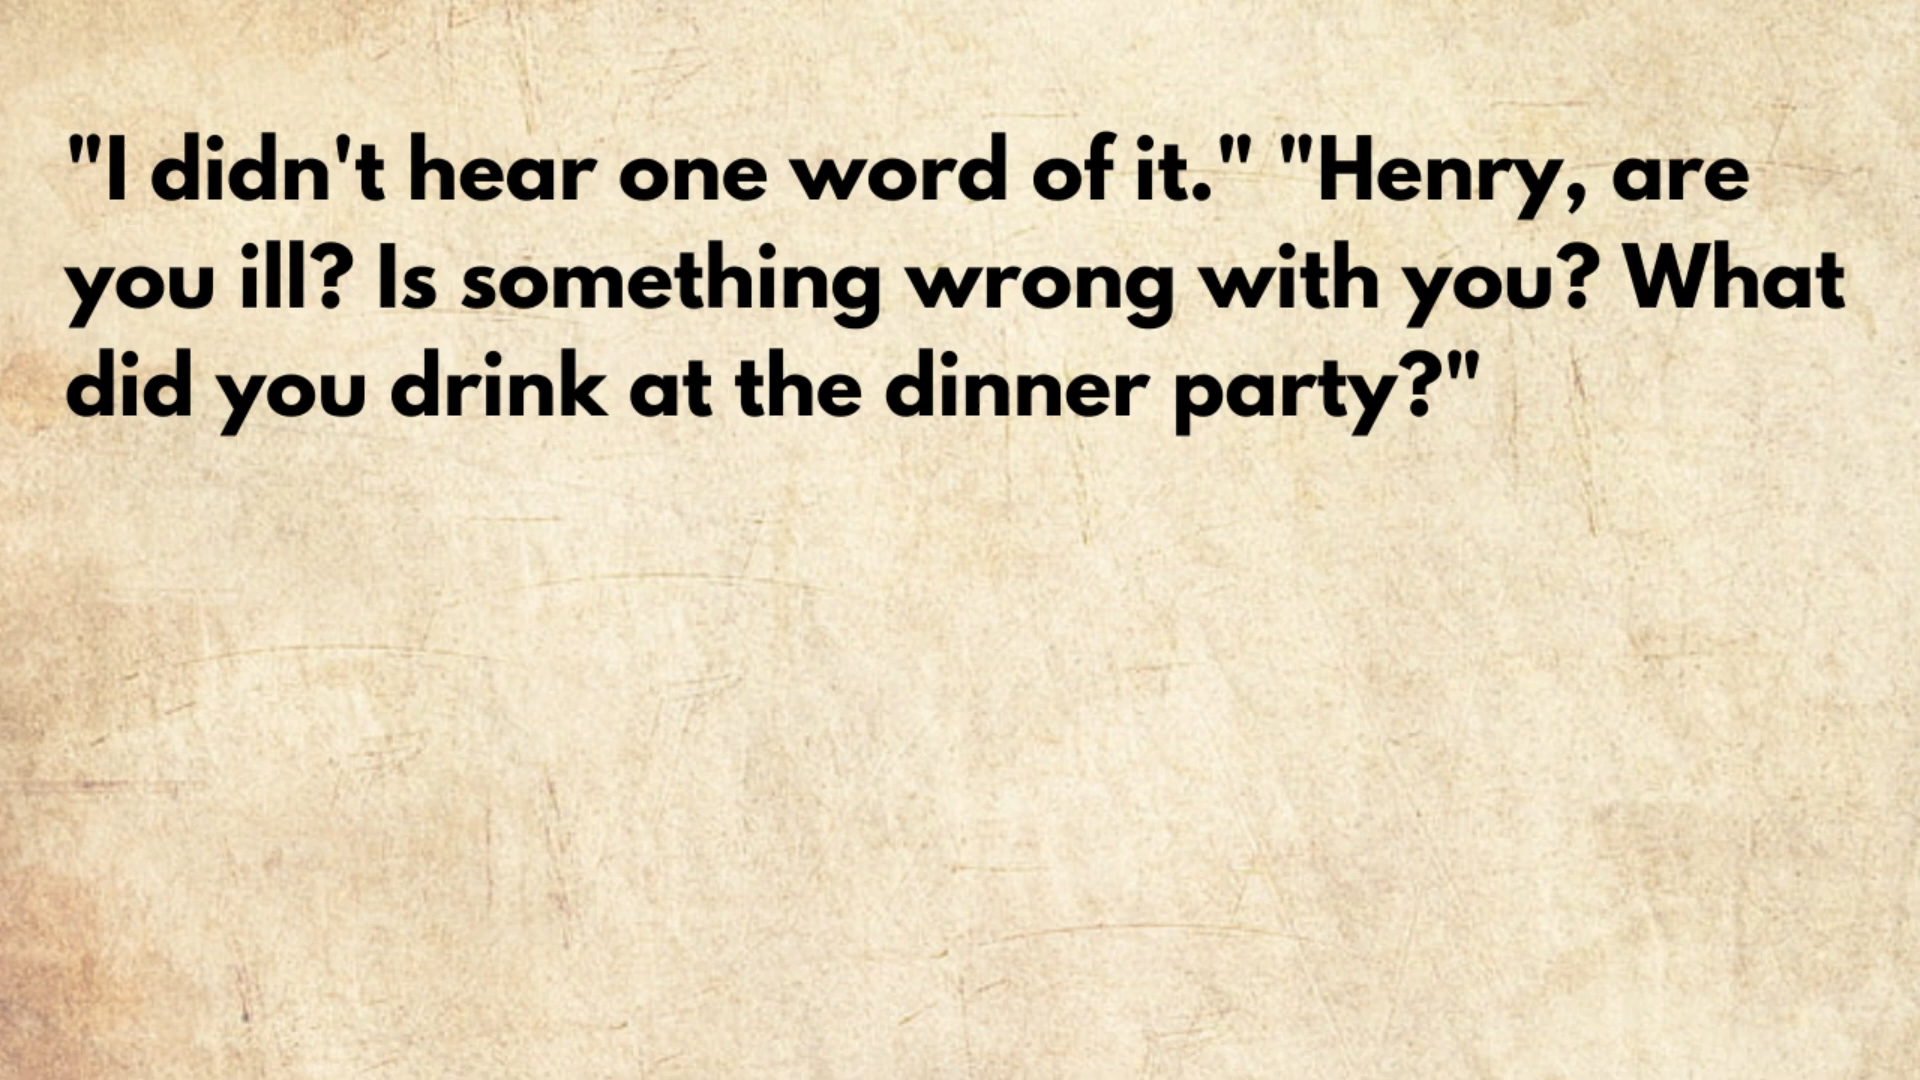 "I didn't hear one word of it." "Henry, are
you ill? Is something wrong with you? What
did you drink at the dinner party?"